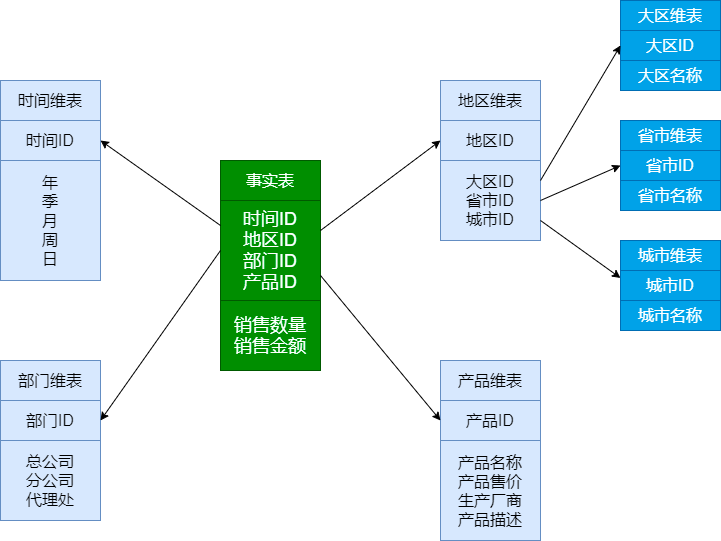 时间维表
时间ID
年
季
月
周
日
事实表
时间ID
地区ID
部门ID
产品ID
销售数量
销售金额
地区维表
地区ID
大区ID
省市ID
城市ID
大区维表
大区ID
大区名称
省市维表
省市ID
省市名称
城市维表
城市ID
城市名称
部门维表
部门ID
总公司
分公司
代理处
产品维表
产品ID
产品名称
产品售价
生产厂商
产品描述